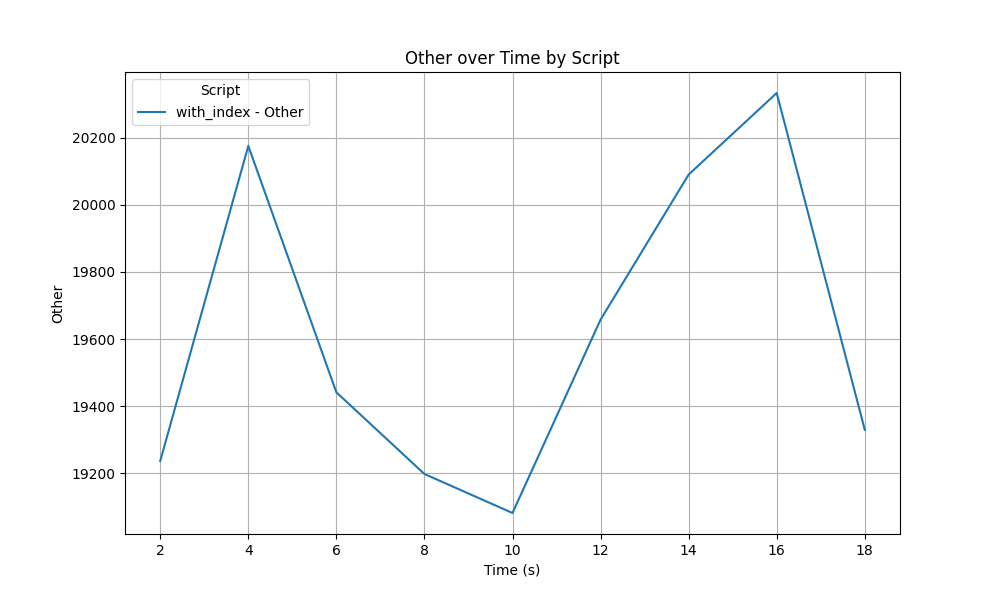 Other over Time by Script
Script
with_index - Other
Other
20200
20000
19800
19600
19400
19200
2 4 6 8 10 12 14 16 18
Time (s)